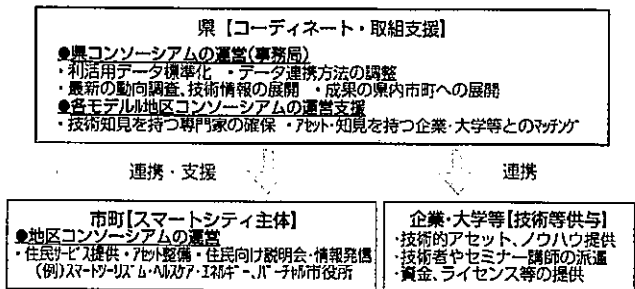 県【コーディネート・取組支援】
●県コンソーシアムの運営(事務局)
・利活用データ標準化 ・データ連携方法の調整
・最新の動向調査、技術情報の展開 ・成果の県内市町への展開
●各モデル地区コンソーシアムの運営支援
・技術知見を持つ専門家の確保 ・アセット・知見を持つ企業・大学等とのマッチング
連携・支援
連携
市町【スマートシティ主体】
●地区コンソーシアムの運営
・住民サービス提供・アセット整備・住民向け説明会・情報発信
(例)スマートツーリズム・ヘルスケア・エネルギー、バーチャル市役所
企業・大学等【技術等供与】
・技術的アセット、ノウハウ提供
・技術者やセミナー講師の派遣
・資金、ライセンス等の提供